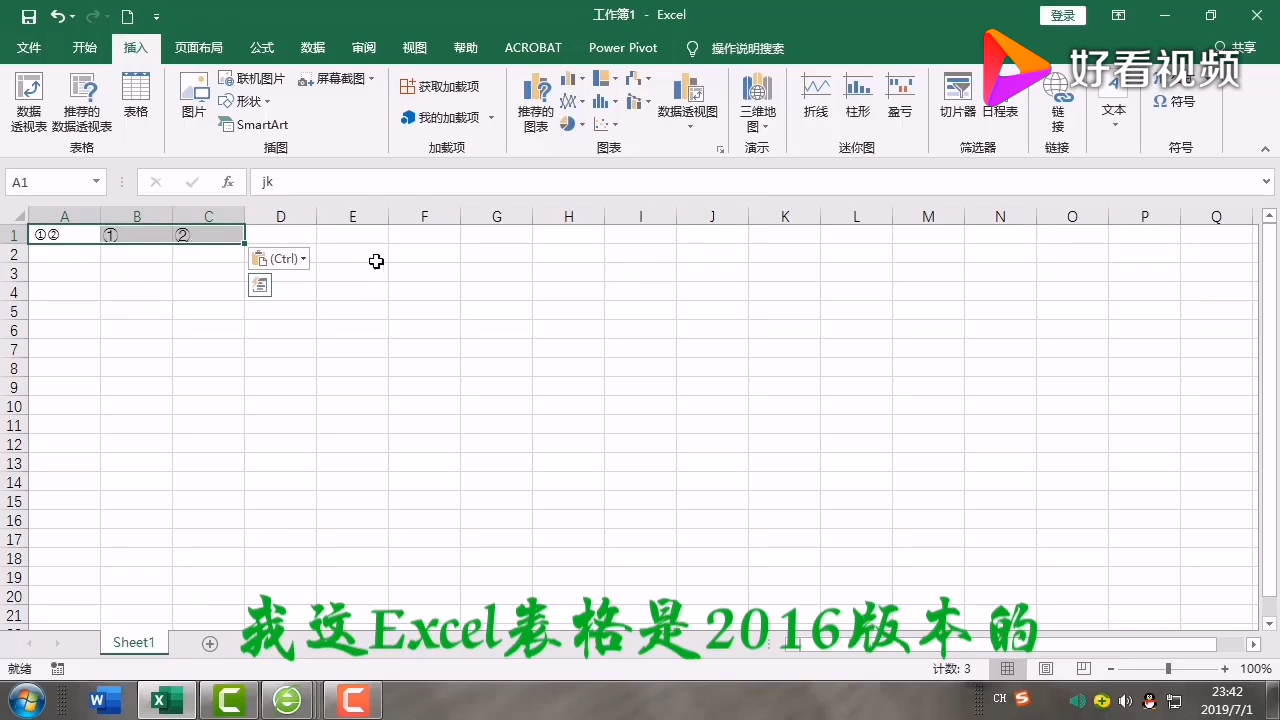 工作簿1 - Excel
登录
文件 开始 插入 页面布局 公式 数据 审阅 视图 帮助 ACROBAT Power Pivot 操作说明搜索 共享
好看视频
数据透视表 推荐的数据透视表 表格 图片 联机图片 形状 SmartArt 屏幕截图 获取加载项 我的加载项 推荐的图表 数据透视图 三维地图 折线 柱形 盈亏 切片器 日程表 链接 文本 符号
表格 插图 加载项 图表 演示 迷你图 筛选器 链接 符号
A1 fx jk
A B C D E F G H I J K L M N O P Q
1 ①② ① ②
2 (Ctrl)
3
4
5
6
7
8
9
10
11
12
13
14
15
16
17
18
19
20
21
我这Excel表格是2016版本的
Sheet1
就绪 计数: 3 100%
CH 23:42
2019/7/1